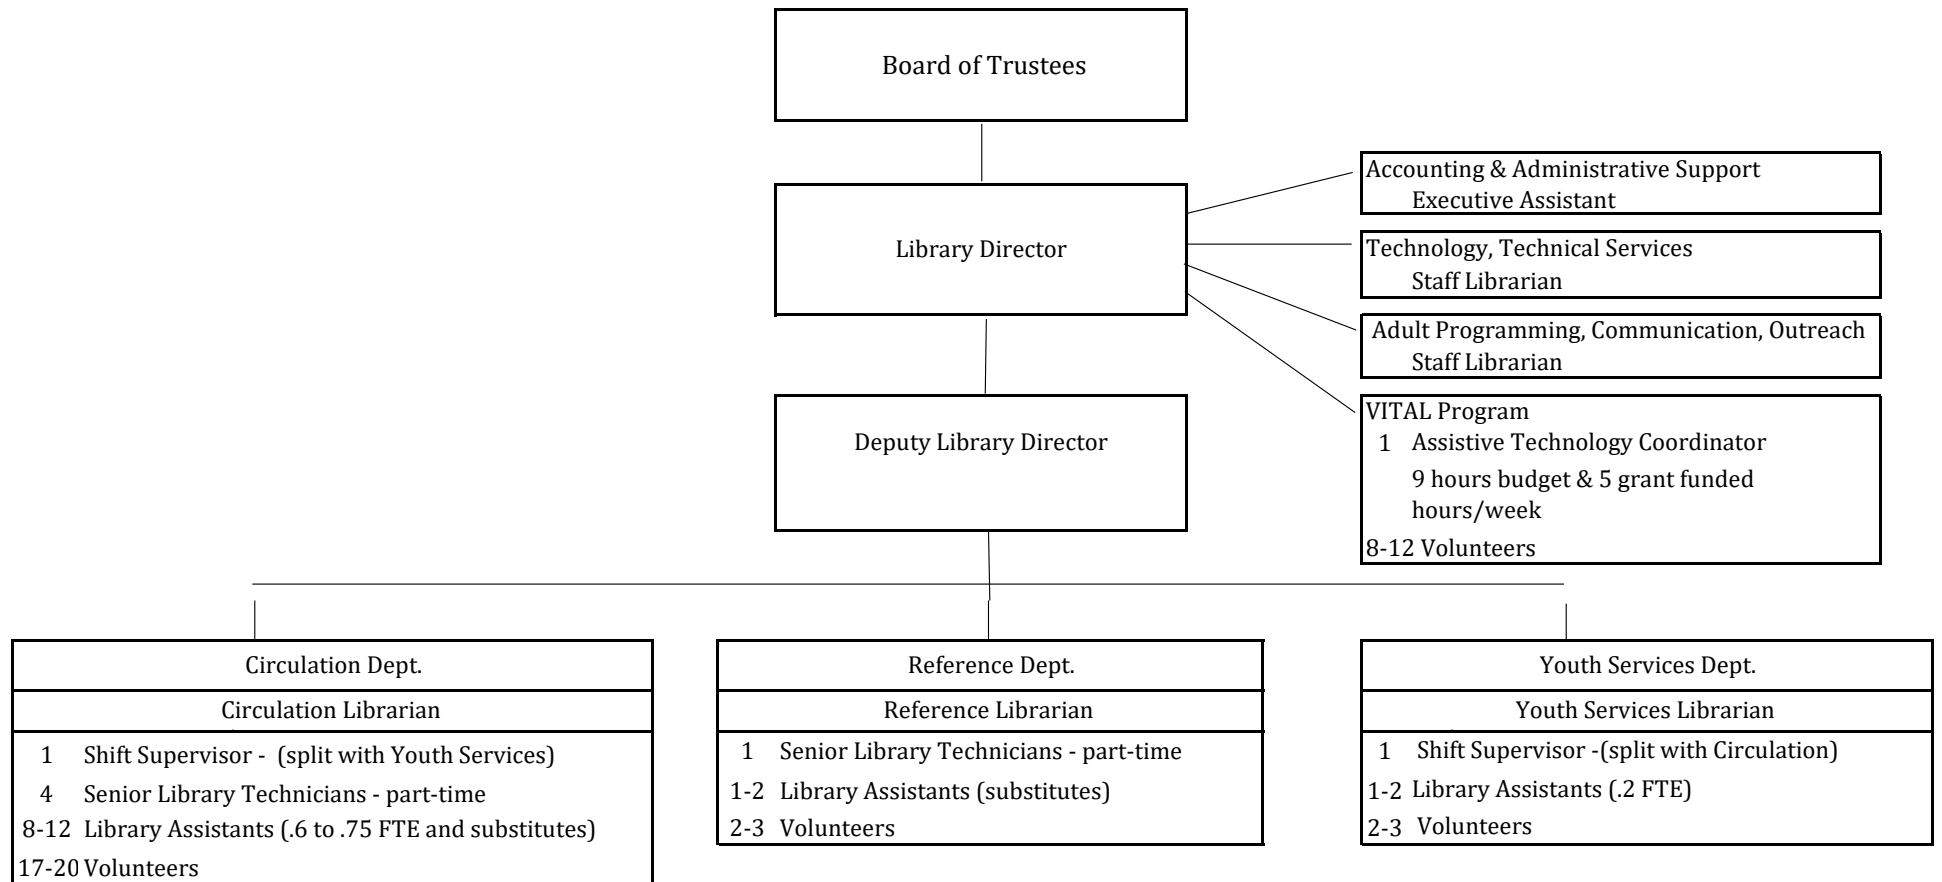 Board of Trustees
Library Director
Accounting & Administrative Support
Executive Assistant
Technology, Technical Services
Staff Librarian
Adult Programming, Communication, Outreach
Staff Librarian
VITAL Program
1 Assistive Technology Coordinator
9 hours budget & 5 grant funded
hours/week
8-12 Volunteers
Deputy Library Director
Circulation Dept.
Circulation Librarian
1 Shift Supervisor - (split with Youth Services)
4 Senior Library Technicians - part-time
8-12 Library Assistants (.6 to .75 FTE and substitutes)
17-20 Volunteers
Reference Dept.
Reference Librarian
1 Senior Library Technicians - part-time
1-2 Library Assistants (substitutes)
2-3 Volunteers
Youth Services Dept.
Youth Services Librarian
1 Shift Supervisor -(split with Circulation)
1-2 Library Assistants (.2 FTE)
2-3 Volunteers